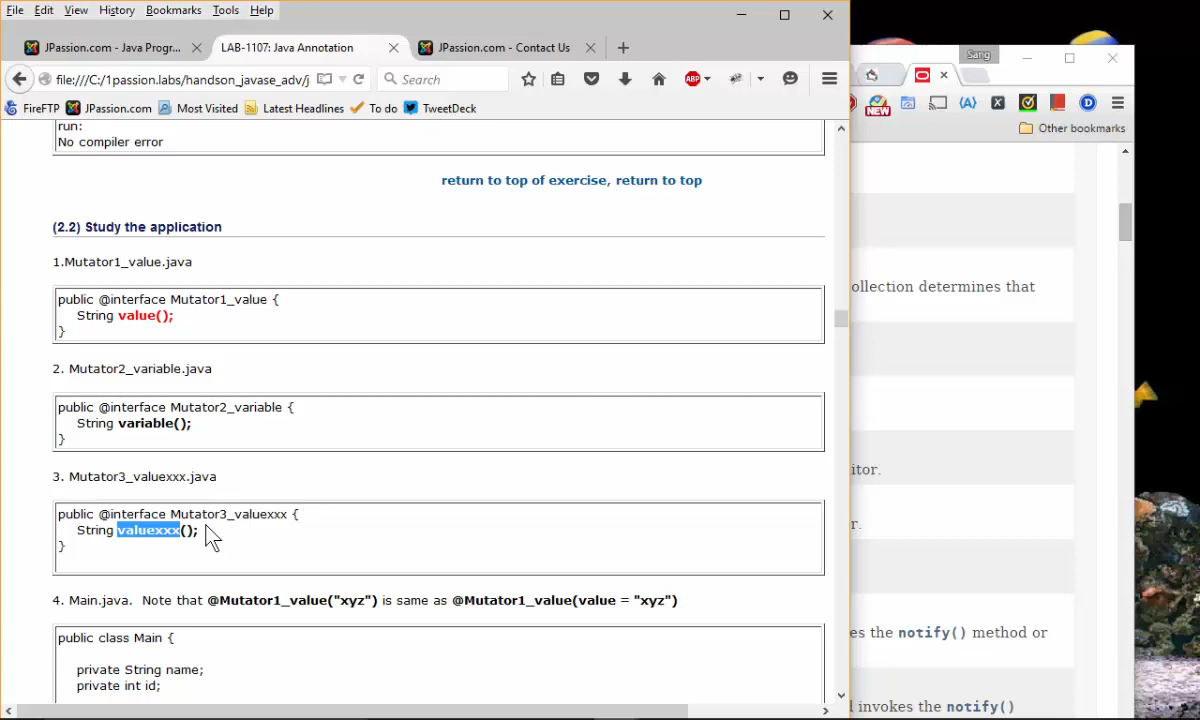 File Edit View History Bookmarks Tools Help
JPassion.com - Java Progr...
LAB-1107: Java Annotation
JPassion.com - Contact Us
file:///C:/1passion.labs/handson_javase_adv/j
Search
ABP
FireFTP JPassion.com Most Visited Latest Headlines To do TweetDeck
run:
No compiler error
return to top of exercise, return to top
(2.2) Study the application
1.Mutator1_value.java
public @interface Mutator1_value {
String value();
}
2. Mutator2_variable.java
public @interface Mutator2_variable {
String variable();
}
3. Mutator3_valuexxx.java
public @interface Mutator3_valuexxx {
String valuexxx();
}
4. Main.java. Note that @Mutator1_value("xyz") is same as @Mutator1_value(value = "xyz")
public class Main {
private String name;
private int id;
Sang
NEW
Other bookmarks
ollection determines that
itor.
r.
es the notify() method or
d invokes the notify()